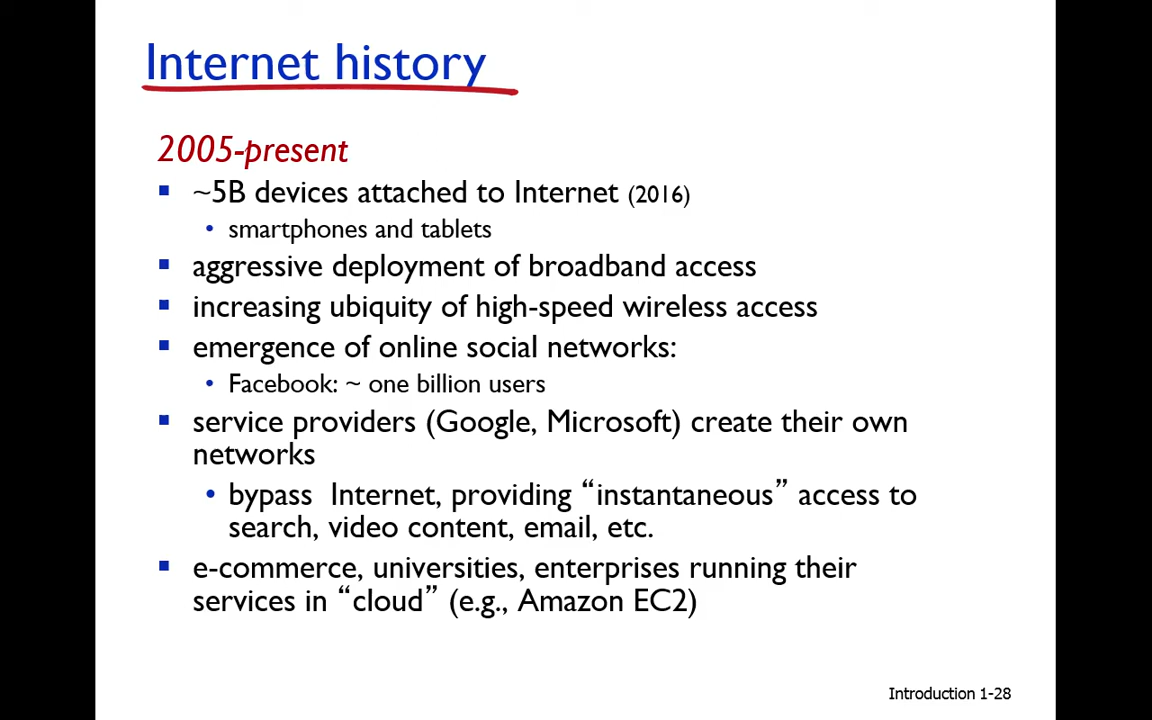 Internet history
2005-present
▪ ~5B devices attached to Internet (2016)
• smartphones and tablets
▪ aggressive deployment of broadband access
▪ increasing ubiquity of high-speed wireless access
▪ emergence of online social networks:
• Facebook: ~ one billion users
▪ service providers (Google, Microsoft) create their own
networks
• bypass  Internet, providing “instantaneous” access to
search, video content, email, etc.
▪ e-commerce, universities, enterprises running their
services in “cloud” (e.g., Amazon EC2)
Introduction 1-28